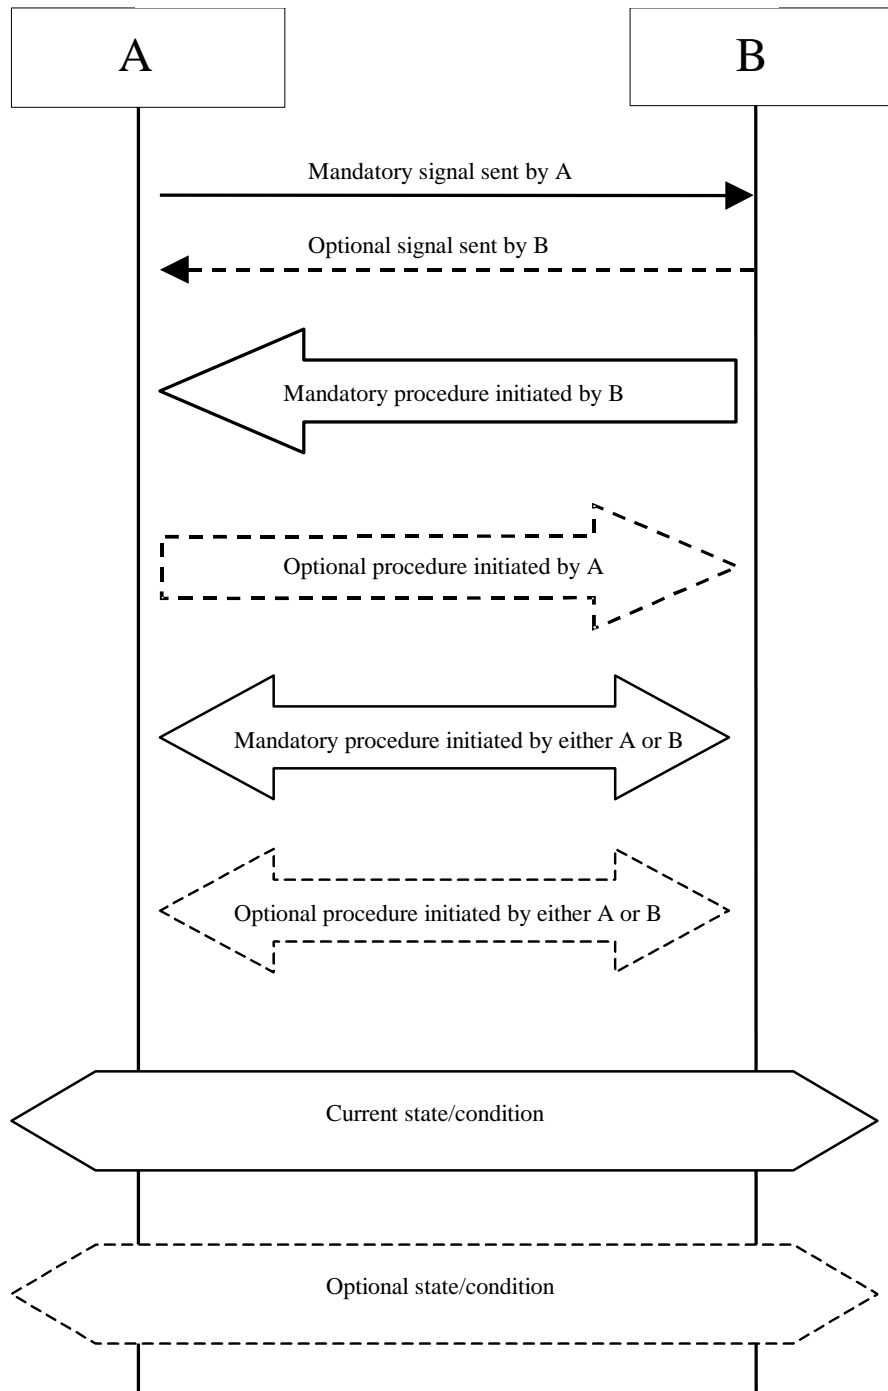 A
B
Mandatory signal sent by A
Optional signal sent by B
Mandatory procedure initiated by B
Optional procedure initiated by A
Mandatory procedure initiated by either A or B
Optional procedure initiated by either A or B
Current state/condition
Optional state/condition